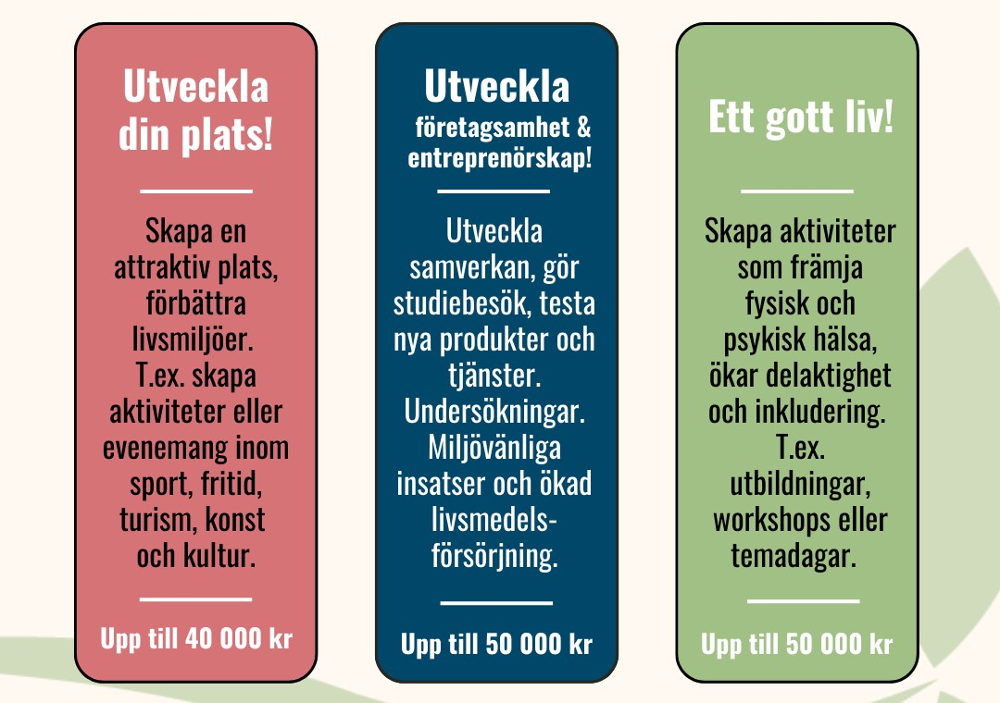 Utveckla
din plats!
Skapa en
attraktiv plats,
förbättra
livsmiljöer.
T.ex. skapa
aktiviteter eller
evenemang inom
sport, fritid,
turism, konst
och kultur.
Upp till 40 000 kr
Utveckla
företagsamhet &
entreprenörskap!
Utveckla
samverkan, gör
studiebesök, testa
nya produkter och
tjänster.
Undersökningar.
Miljövänliga
insatser och ökad
livsmedels-
försörjning.
Upp till 50 000 kr
Ett gott liv!
Skapa aktiviteter
som främja
fysisk och
psykisk hälsa,
ökar delaktighet
och inkludering.
T.ex.
utbildningar,
workshops eller
temadagar.
Upp till 50 000 kr